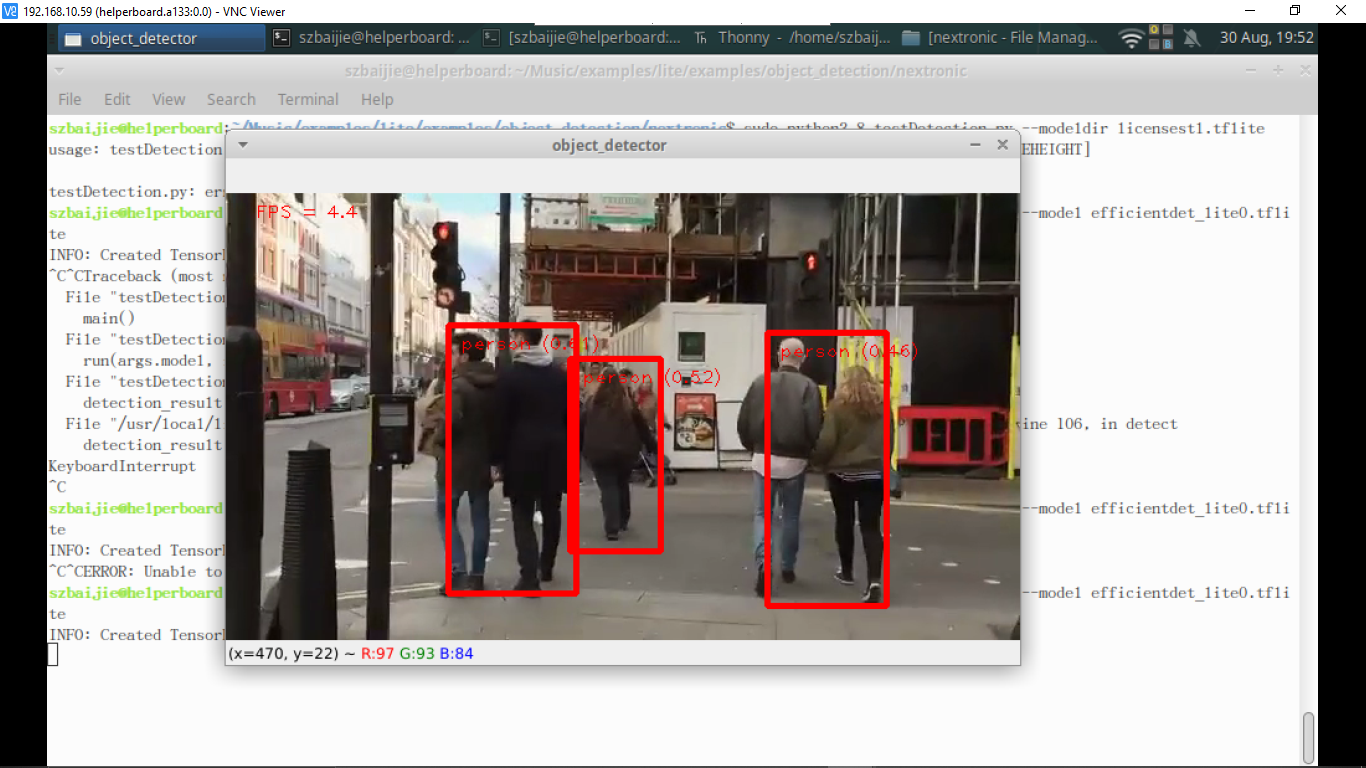 192.168.10.59 (helperboard.a133:0.0) - VNC Viewer
object_detector
szbaijie@helperboard: ...
[szbaijie@helperboard:...
Thonny - /home/szbaij...
[nextronic - File Manag...
30 Aug, 19:52
szbaijie@helperboard: ~/Music/examples/lite/examples/object_detection/nextronic
File Edit View Search Terminal Help
szbaijie@helperboard:~/Music/examples/lite/examples/object_detection/nextronic$ sudo python3.8 testDetection.py --modeldir licensest1.tflite
usage: testDetection EHEIGHT]
testDetection.py: er
szbaijie@helperboard --model efficientdet_lite0.tfli
te
INFO: Created Tensor
^C^CTraceback (most
File "testDetection
main()
File "testDetection
run(args.model,
File "testDetection
detection_result
File "/usr/local/l ine 106, in detect
detection_result
KeyboardInterrupt
^C
szbaijie@helperboard --model efficientdet_lite0.tfli
te
INFO: Created Tensor
^C^CERROR: Unable to
szbaijie@helperboard --model efficientdet_lite0.tfli
te
INFO: Created Tensor
object_detector
FPS = 4.4
person (0.61)
person (0.52)
person (0.46)
(x=470, y=22) ~ R:97 G:93 B:84